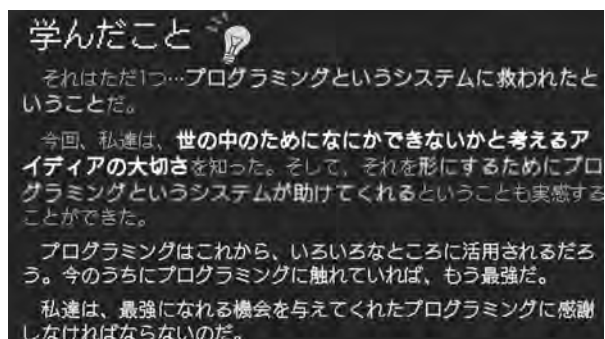 学んだこと
それはただ1つ…プログラミングというシステムに救われたと
いうことだ。
今回、私達は、世の中のためになにかできないかと考えるア
イディアの大切さを知った。そして、それを形にするためにプロ
グラミングというシステムが助けてくれるということも実感する
ことができた。
プログラミングはこれから、いろいろなところに活用されるだろ
う。今のうちにプログラミングに触れていれば、もう最強だ。
私達は、最強になれる機会を与えてくれたプログラミングに感謝
しなければならないのだ。